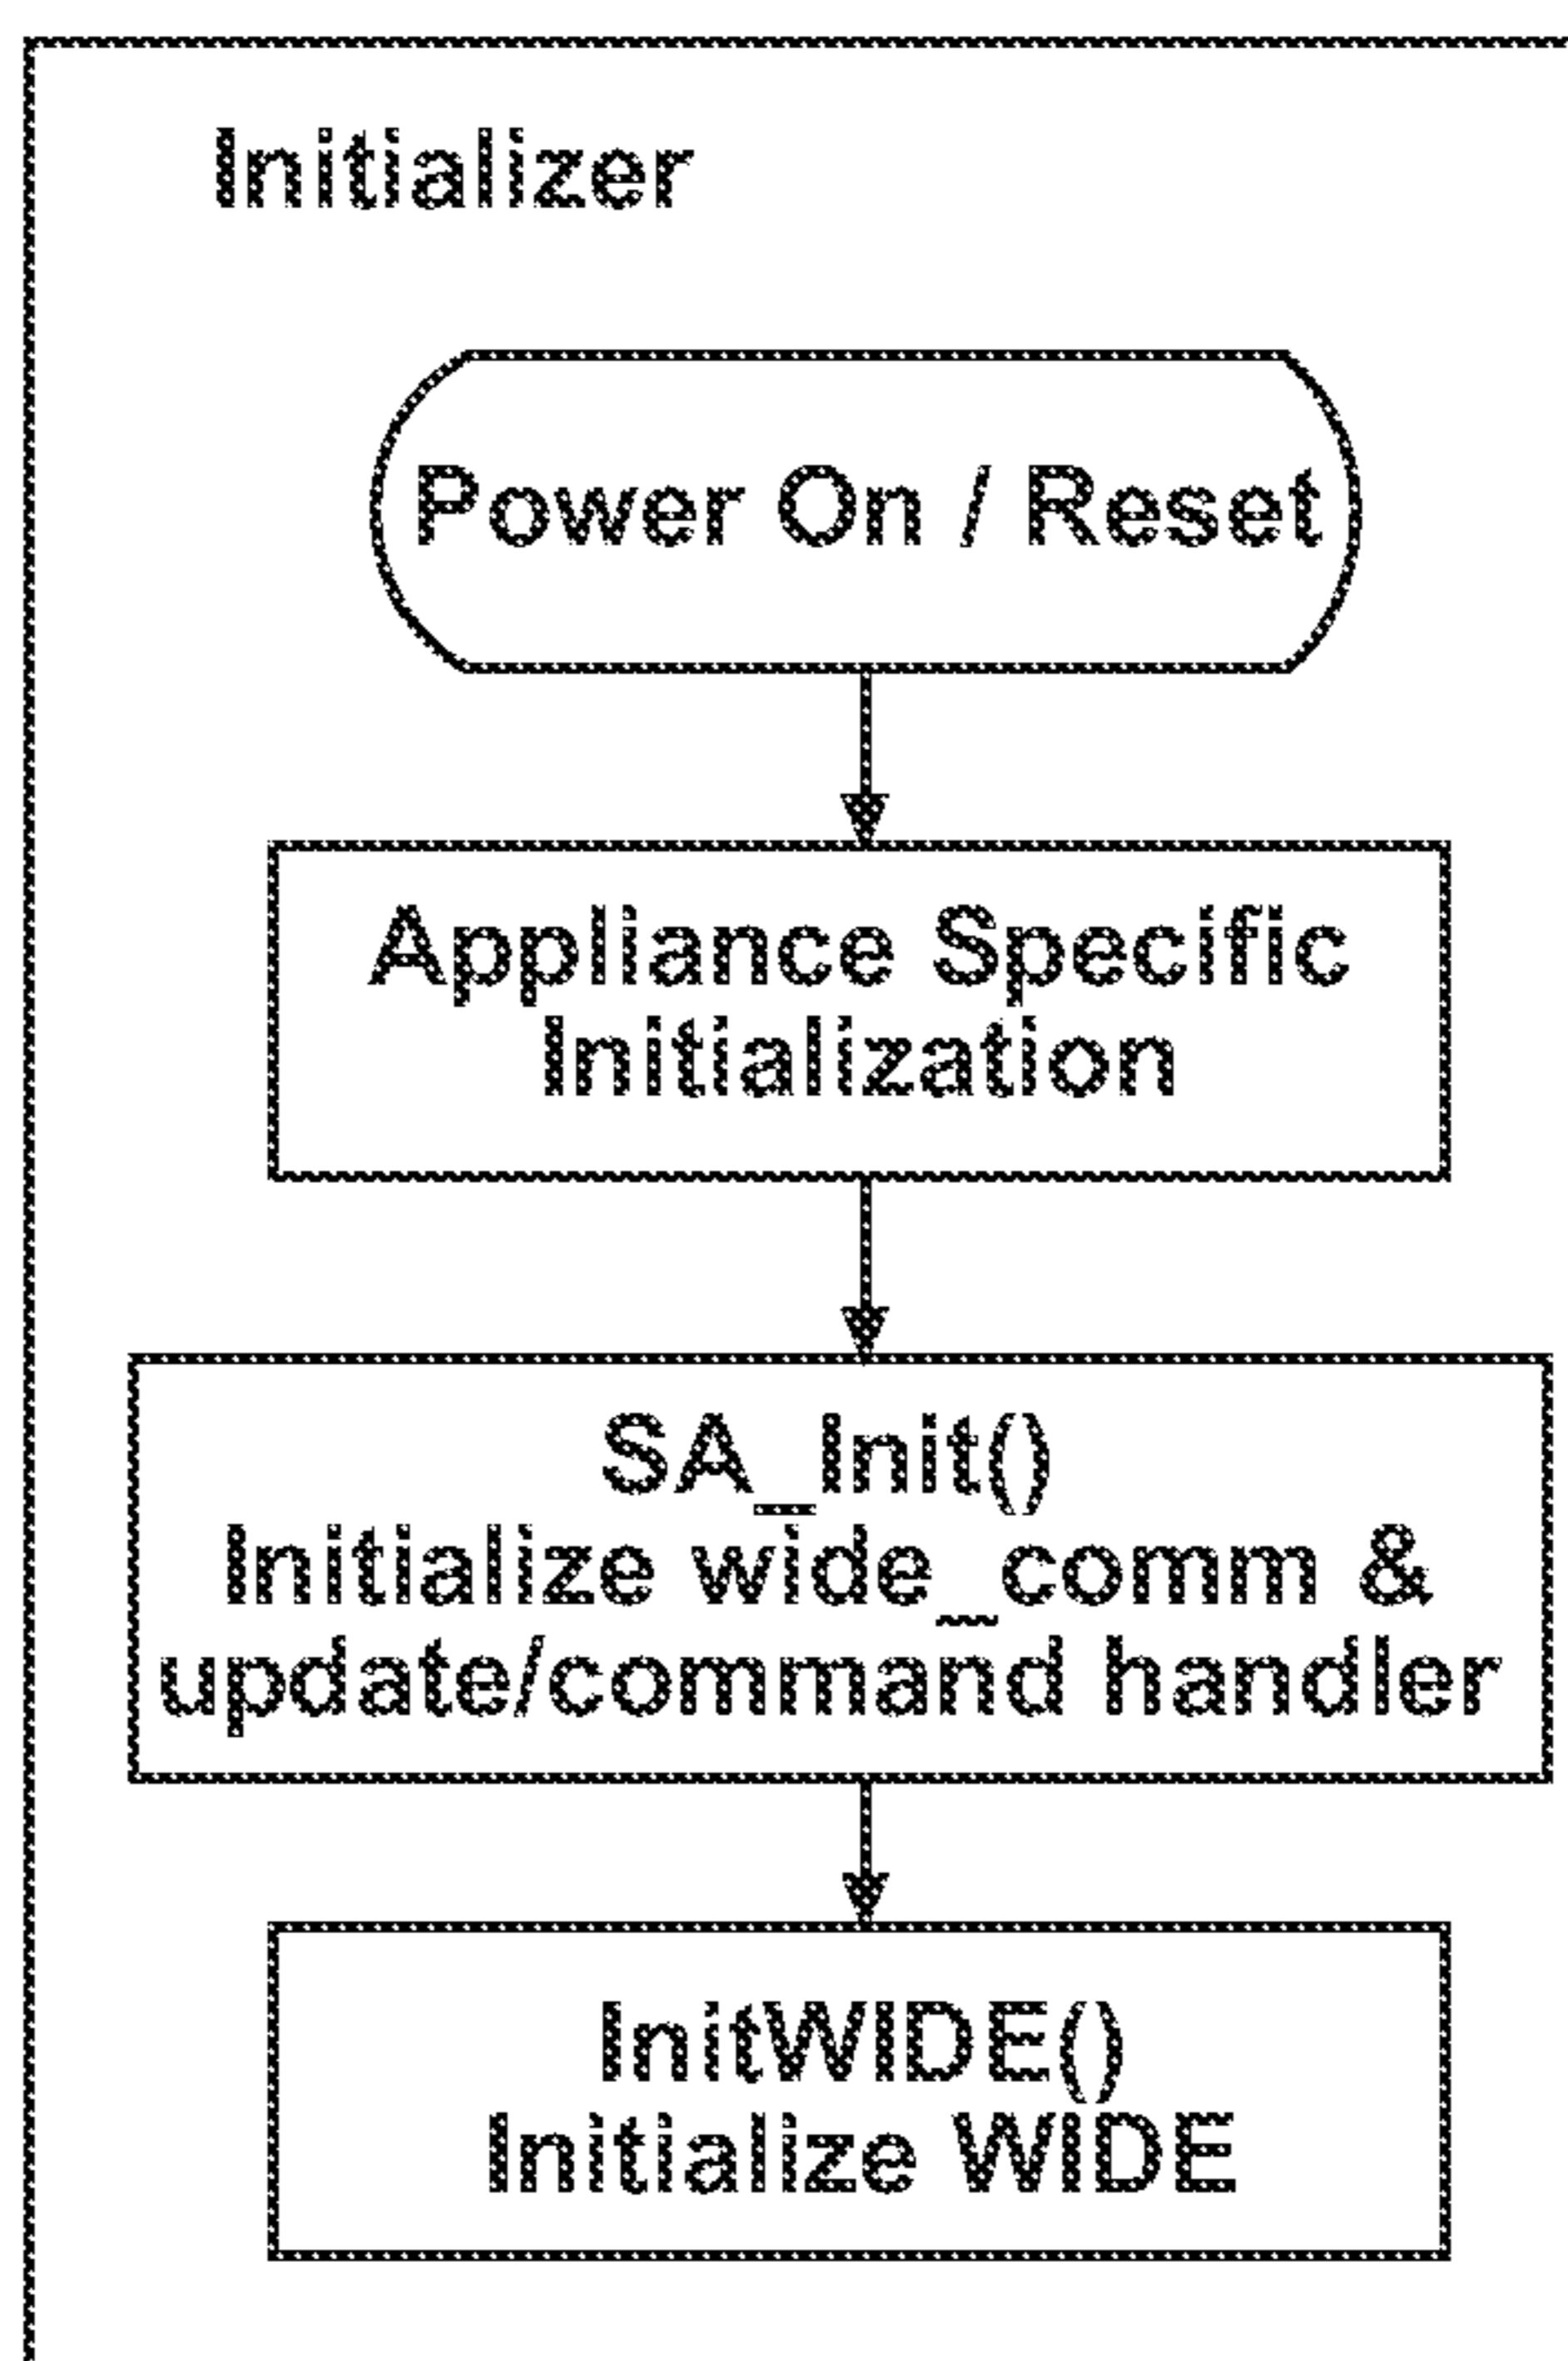 Initializer
Power On / Reset
Appliance Specific
Initialization
SA_Init()
Initialize wide_comm &
update/command handler
InitWIDE()
Initialize WIDE